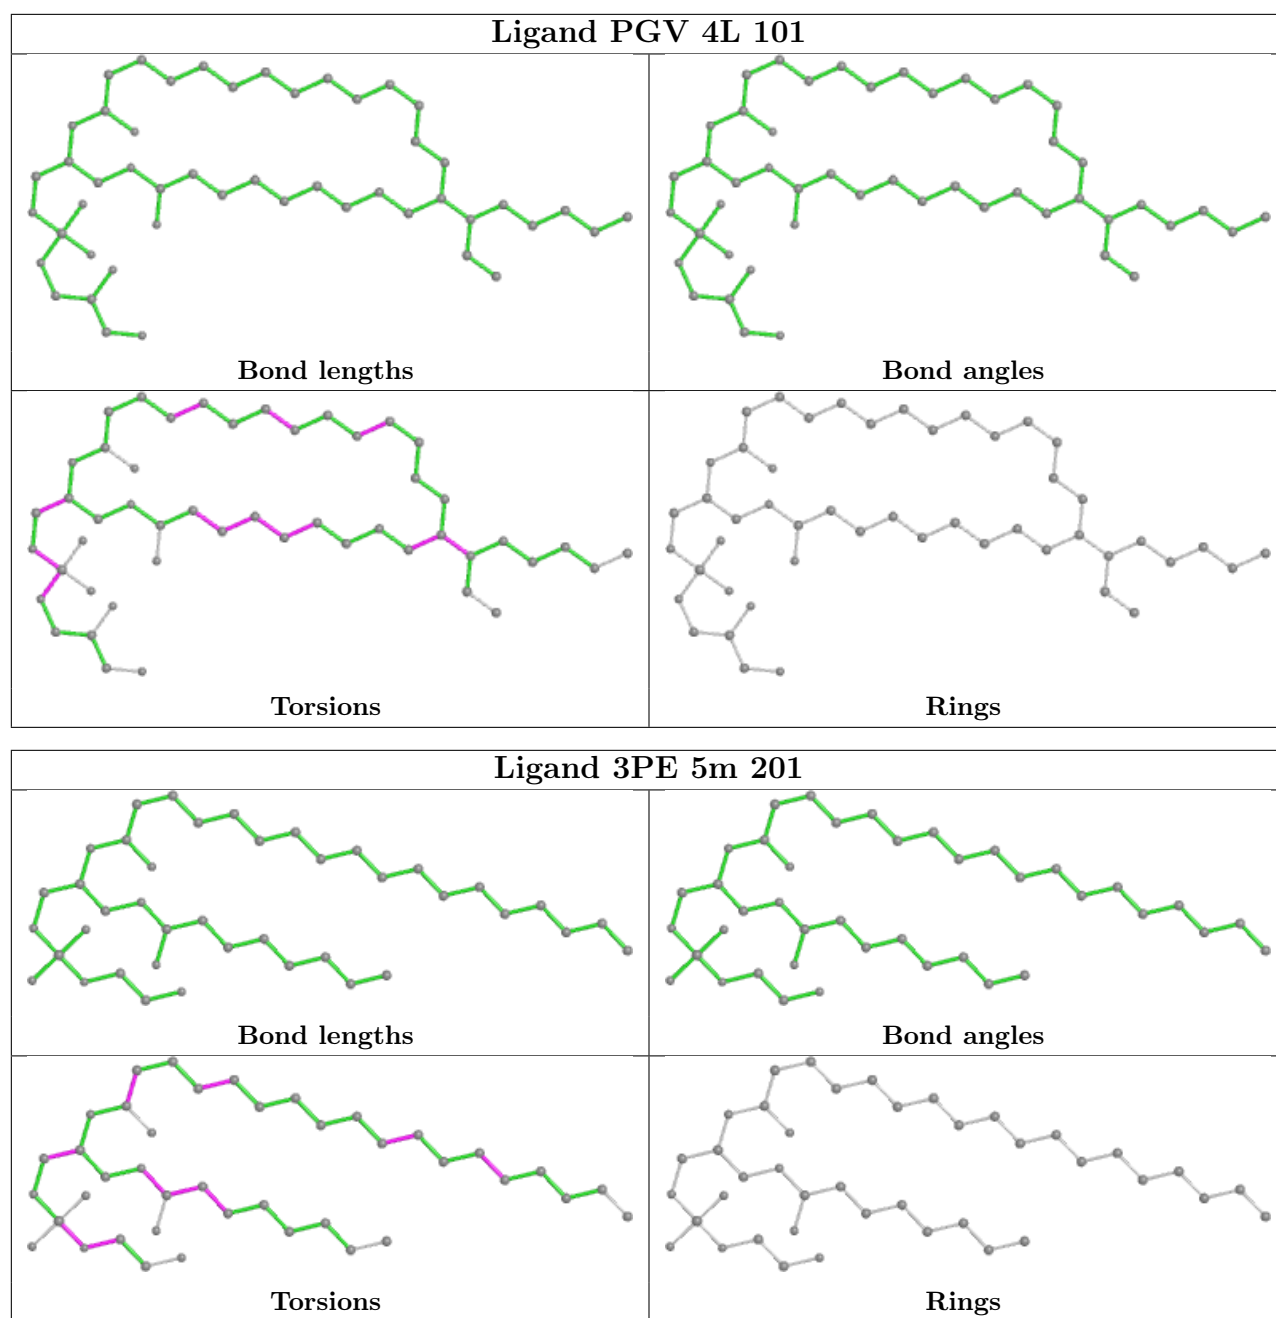 Ligand PGV 4L 101
Bond lengths
Bond angles
Torsions
Rings
Ligand 3PE 5m 201
Bond lengths
Bond angles
Torsions
Rings